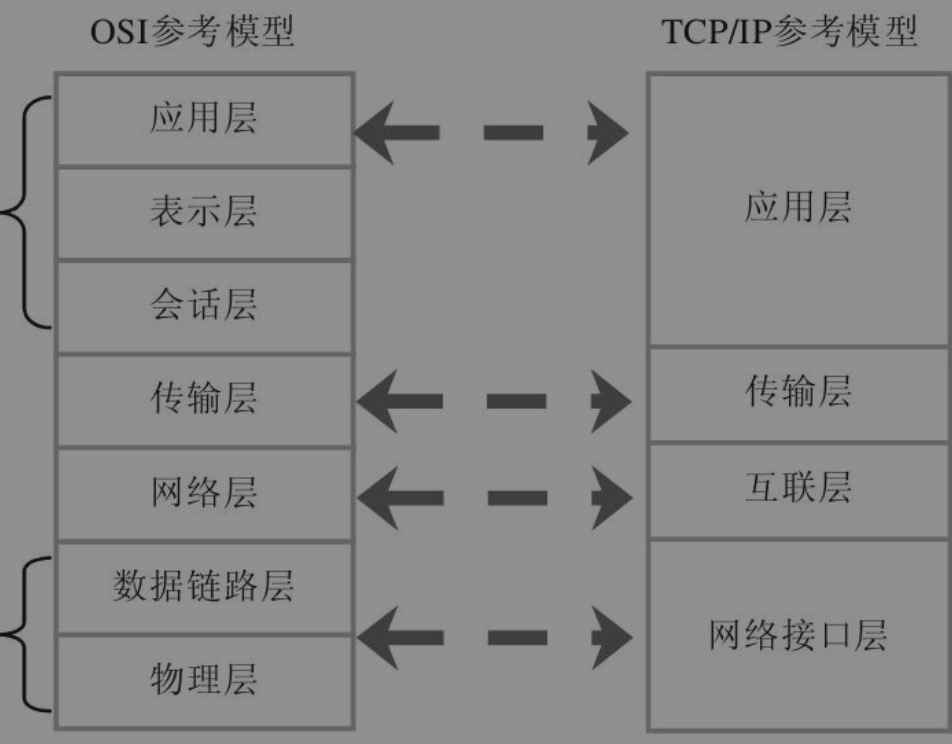 OSI参考模型
应用层
表示层
会话层
传输层
网络层
数据链路层
物理层
TCP/IP参考模型
应用层
传输层
互联层
网络接口层